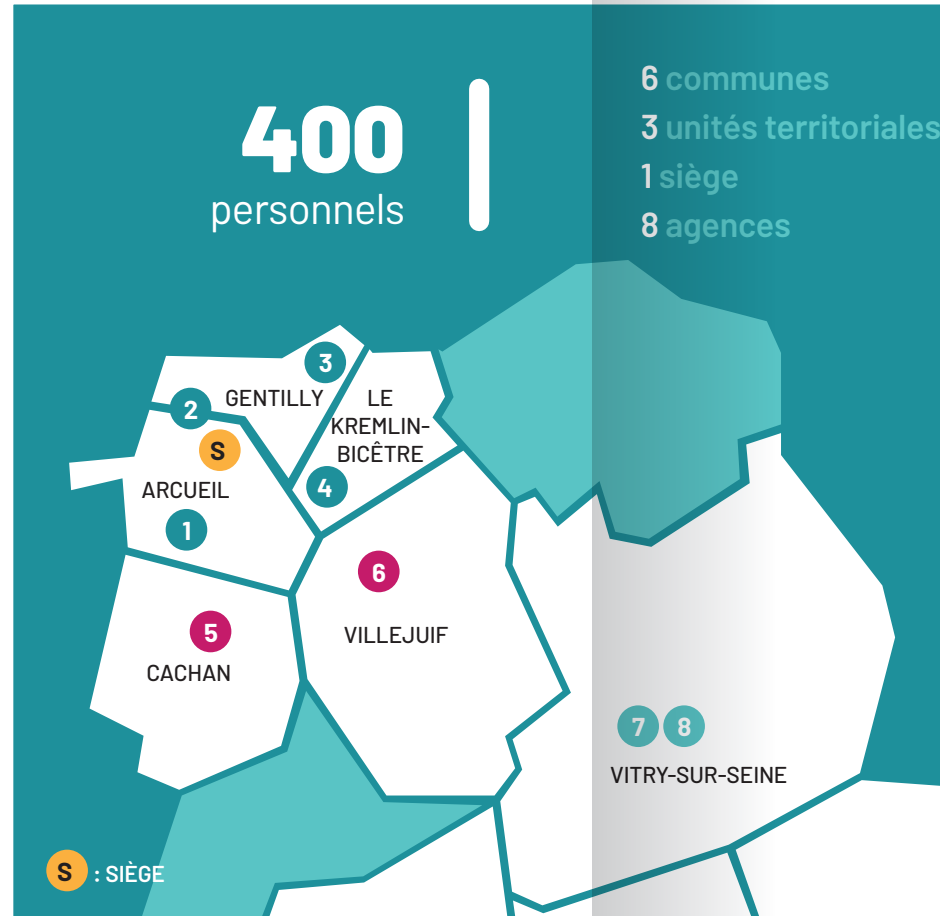 400
personnels
6 communes
3 unités territoriales
1 siège
8 agences
3
GENTILLY
2
LE
KREMLIN-
BICÊTRE
S
4
ARCUEIL
1
6
5
VILLEJUIF
CACHAN
7 8
VITRY-SUR-SEINE
S : SIÈGE